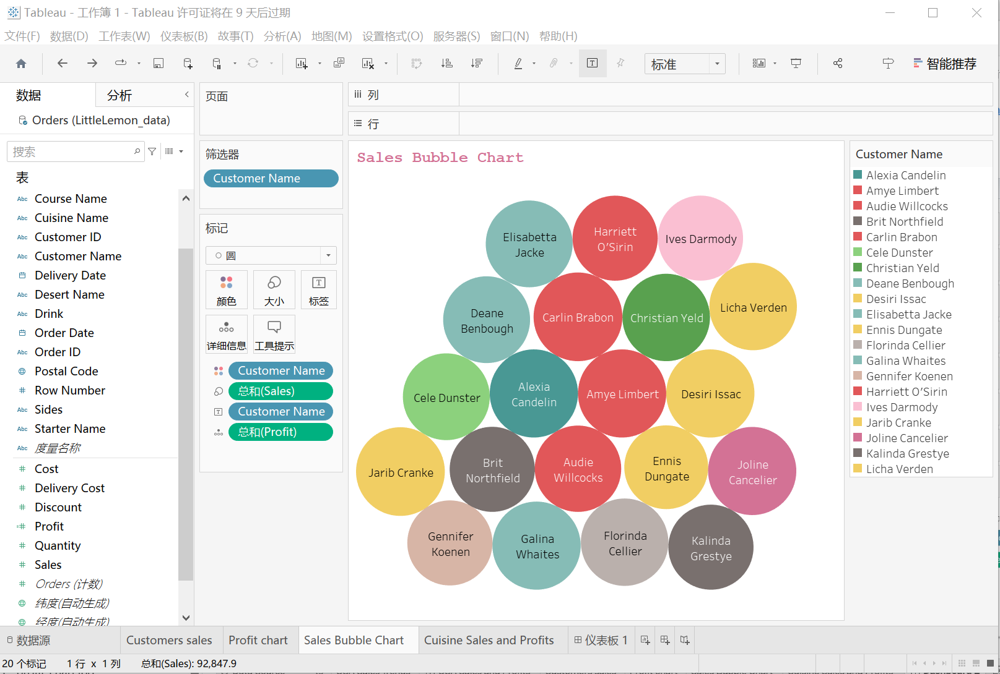 Tableau - 工作簿 1 - Tableau 许可证将在 9 天后过期
文件(F) 数据(D) 工作表(W) 仪表板(B) 故事(T) 分析(A) 地图(M) 设置格式(O) 服务器(S) 窗口(N) 帮助(H)
标准
智能推荐
数据
分析
Orders (LittleLemon_data)
搜索
表
Abc Course Name
Abc Cuisine Name
Abc Customer ID
Abc Customer Name
Delivery Date
Abc Desert Name
Abc Drink
Order Date
Abc Order ID
Postal Code
# Row Number
Abc Sides
Abc Starter Name
Abc 度量名称
# Cost
# Delivery Cost
# Discount
=# Profit
# Quantity
# Sales
# Orders (计数)
纬度(自动生成)
经度(自动生成)
页面
筛选器
Customer Name
标记
圆
颜色
大小
标签
详细信息
工具提示
Customer Name
总和(Sales)
Customer Name
总和(Profit)
列
行
Sales Bubble Chart
Elisabetta
Jacke
Harriett
O'Sirin
Ives Darmody
Deane
Benbough
Carlin Brabon
Christian Yeld
Licha Verden
Cele Dunster
Alexia
Candelin
Amye Limbert
Desiri Issac
Jarib Cranke
Brit
Northfield
Audie
Willcocks
Ennis
Dungate
Joline
Cancelier
Gennifer
Koenen
Galina
Whaites
Florinda
Cellier
Kalinda
Grestye
Customer Name
Alexia Candelin
Amye Limbert
Audie Willcocks
Brit Northfield
Carlin Brabon
Cele Dunster
Christian Yeld
Deane Benbough
Desiri Issac
Elisabetta Jacke
Ennis Dungate
Florinda Cellier
Galina Whaites
Gennifer Koenen
Harriett O'Sirin
Ives Darmody
Jarib Cranke
Joline Cancelier
Kalinda Grestye
Licha Verden
数据源
Customers sales
Profit chart
Sales Bubble Chart
Cuisine Sales and Profits
仪表板 1
20 个标记 1 行 x 1 列 总和(Sales): 92,847.9